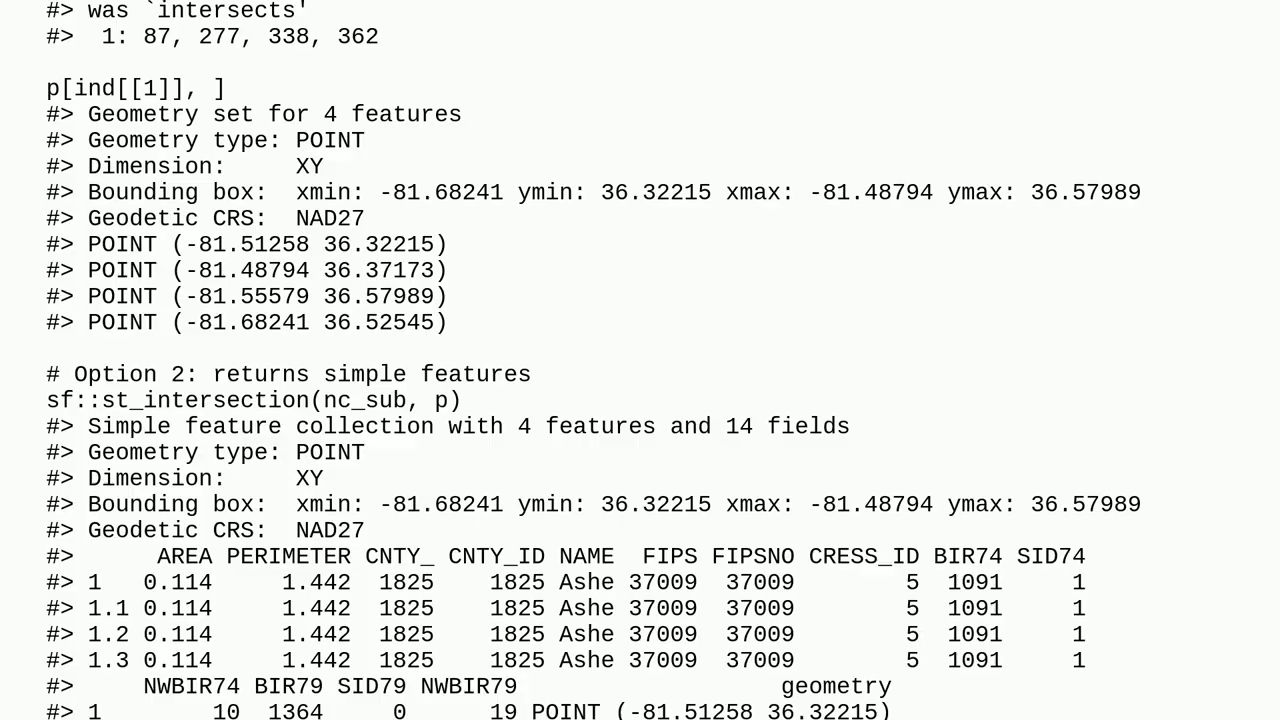 #> was `intersects'
#>  1: 87, 277, 338, 362
p[ind[[1]], ]
#> Geometry set for 4 features
#> Geometry type: POINT
#> Dimension:     XY
#> Bounding box:  xmin: -81.68241 ymin: 36.32215 xmax: -81.48794 ymax: 36.57989
#> Geodetic CRS:  NAD27
#> POINT (-81.51258 36.32215)
#> POINT (-81.48794 36.37173)
#> POINT (-81.55579 36.57989)
#> POINT (-81.68241 36.52545)
# Option 2: returns simple features
sf::st_intersection(nc_sub, p)
#> Simple feature collection with 4 features and 14 fields
#> Geometry type: POINT
#> Dimension:     XY
#> Bounding box:  xmin: -81.68241 ymin: 36.32215 xmax: -81.48794 ymax: 36.57989
#> Geodetic CRS:  NAD27
#>      AREA PERIMETER CNTY_ CNTY_ID NAME  FIPS FIPSNO CRESS_ID BIR74 SID74
#> 1   0.114     1.442  1825    1825 Ashe 37009  37009        5  1091     1
#> 1.1 0.114     1.442  1825    1825 Ashe 37009  37009        5  1091     1
#> 1.2 0.114     1.442  1825    1825 Ashe 37009  37009        5  1091     1
#> 1.3 0.114     1.442  1825    1825 Ashe 37009  37009        5  1091     1
#>     NWBIR74 BIR79 SID79 NWBIR79                   geometry
#> 1        10  1364     0      19 POINT (-81.51258 36.32215)